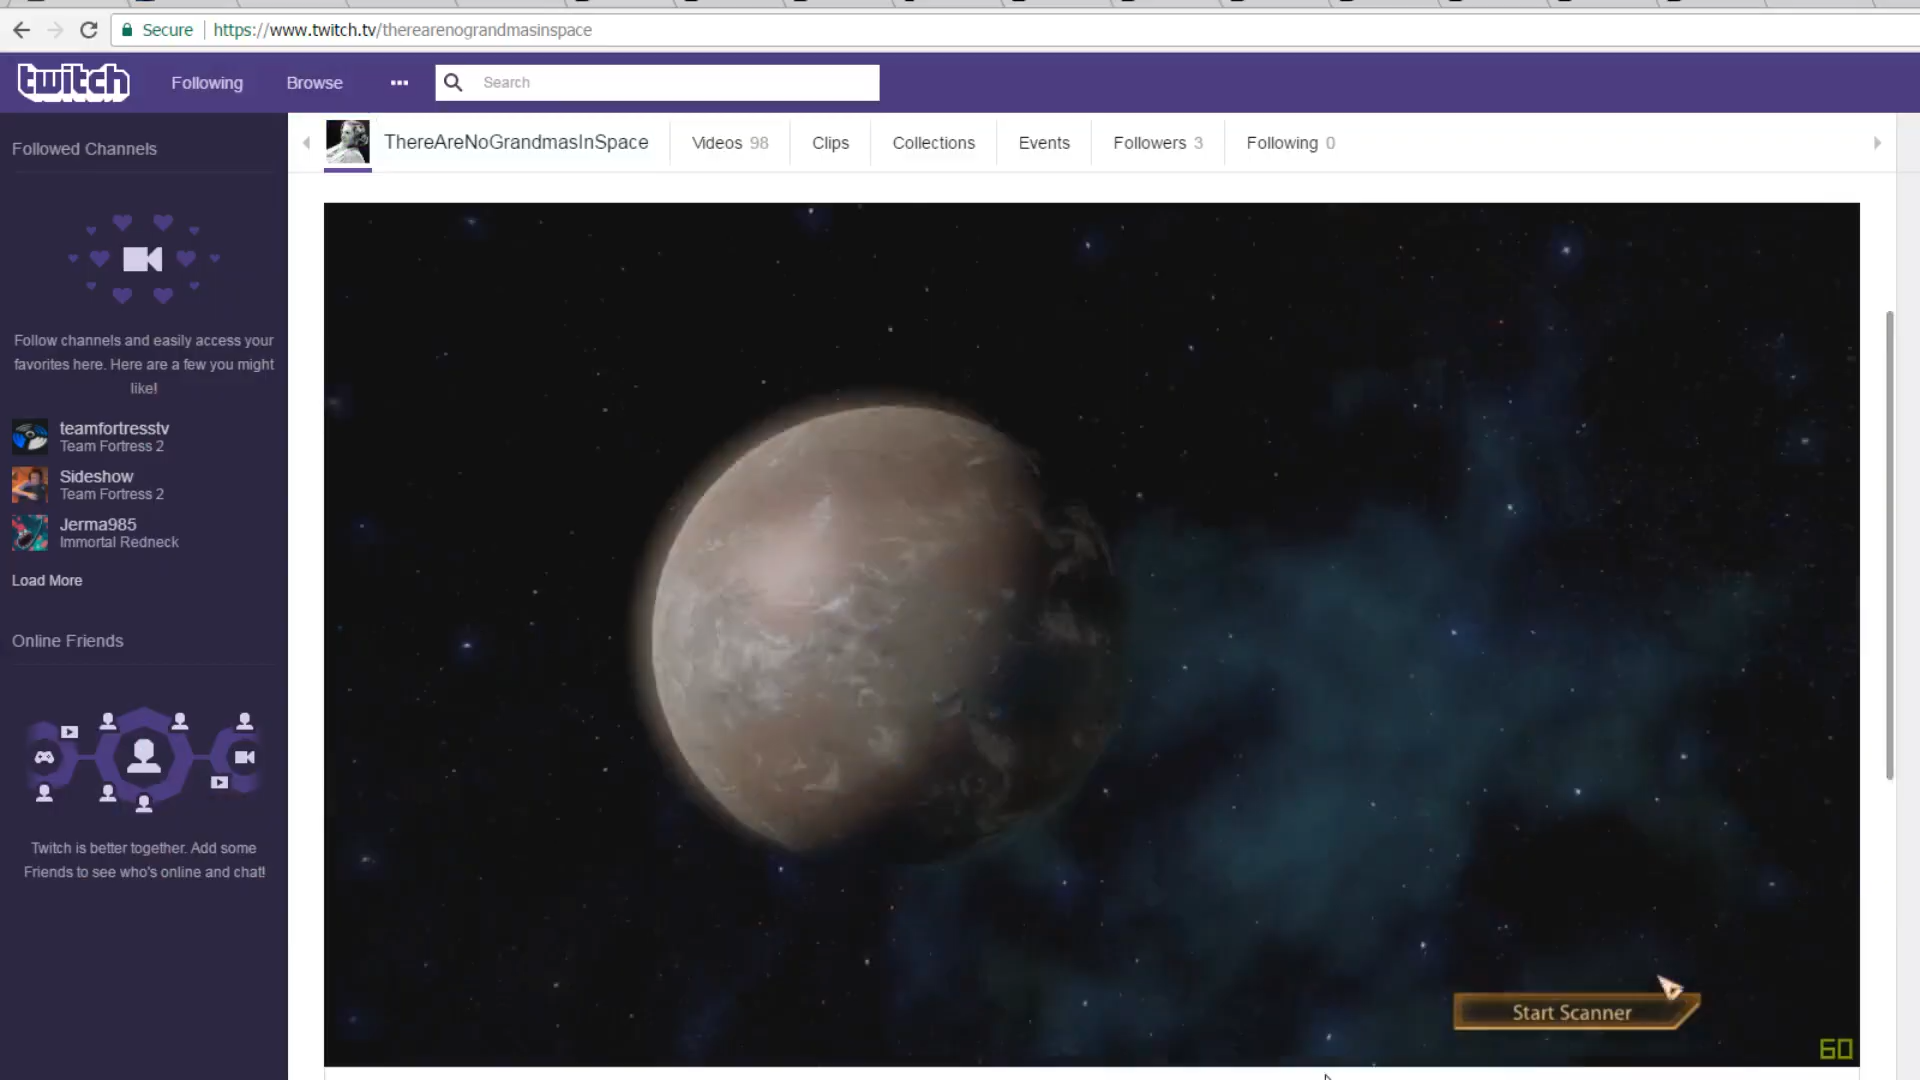 Secure https://www.twitch.tv/therearenograndmasinspace
twitch Following Browse ••• Search
Followed Channels
ThereAreNoGrandmasInSpace Videos 98 Clips Collections Events Followers 3 Following 0
Follow channels and easily access your
favorites here. Here are a few you might
like!
teamfortresstv
Team Fortress 2
Sideshow
Team Fortress 2
Jerma985
Immortal Redneck
Load More
Online Friends
Twitch is better together. Add some
Friends to see who's online and chat!
Start Scanner
60